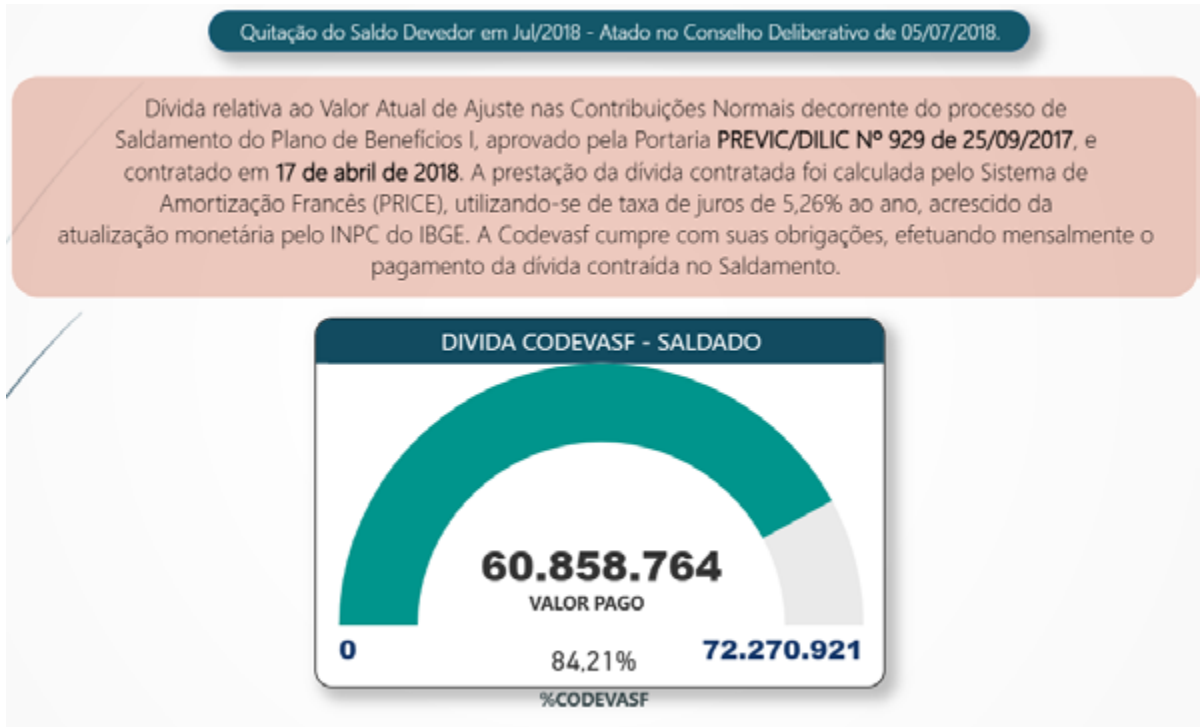 Quitação do Saldo Devedor em Jul/2018 - Atado no Conselho Deliberativo de 05/07/2018.
Dívida relativa ao Valor Atual de Ajuste nas Contribuições Normais decorrente do processo de
Saldamento do Plano de Benefícios I, aprovado pela Portaria PREVIC/DILIC Nº 929 de 25/09/2017, e
contratado em 17 de abril de 2018. A prestação da dívida contratada foi calculada pelo Sistema de
Amortização Francês (PRICE), utilizando-se de taxa de juros de 5,26% ao ano, acrescido da
atualização monetária pelo INPC do IBGE. A Codevasf cumpre com suas obrigações, efetuando mensalmente o
pagamento da dívida contraída no Saldamento.
DIVIDA CODEVASF - SALDADO
60.858.764
VALOR PAGO
0
72.270.921
84,21%
%CODEVASF